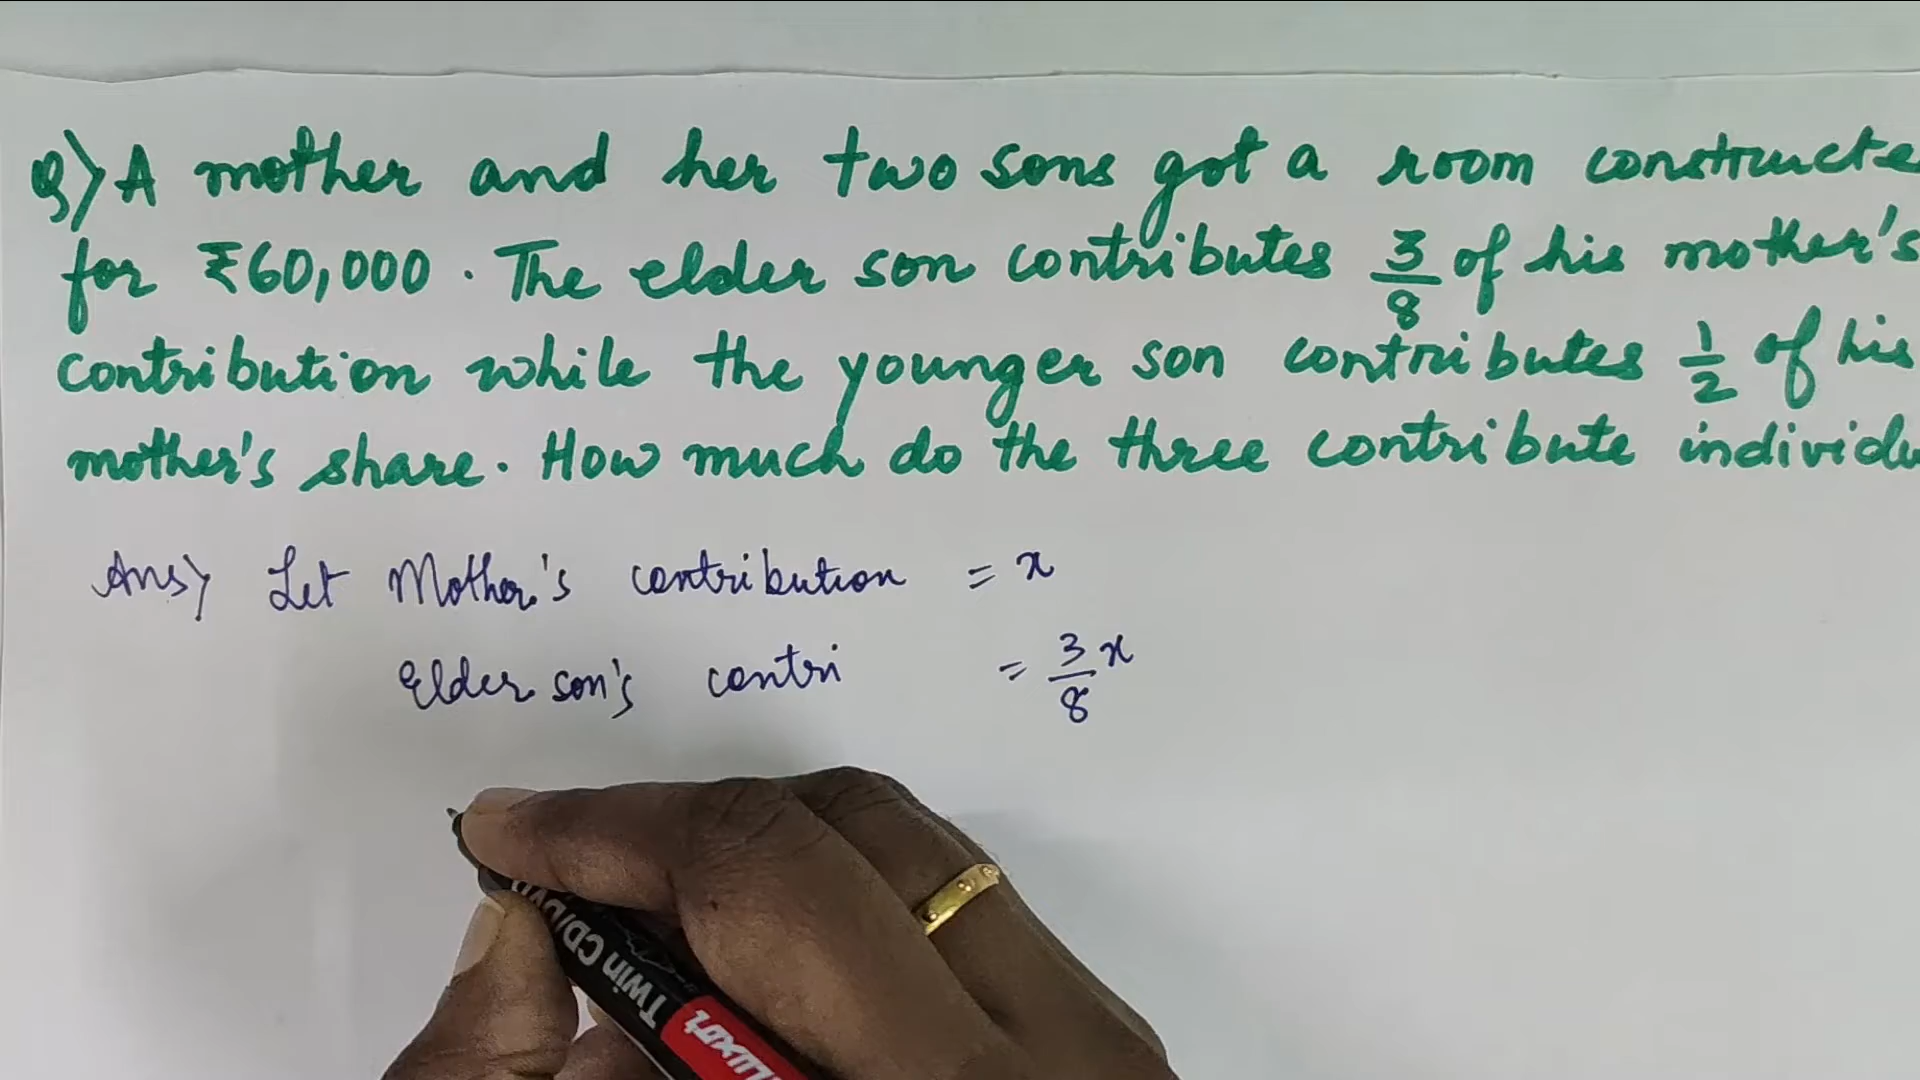 Q) A mother and her two sons got a room constructe
for ₹60,000. The elder son contributes 3/8 of his mother's
contribution while the younger son contributes 1/2 of his
mother's share. How much do the three contribute individu
Ans) Let Mother's contribution = x
Elder son's contri = 3/8 x
Twin CD/DVD
Luxor